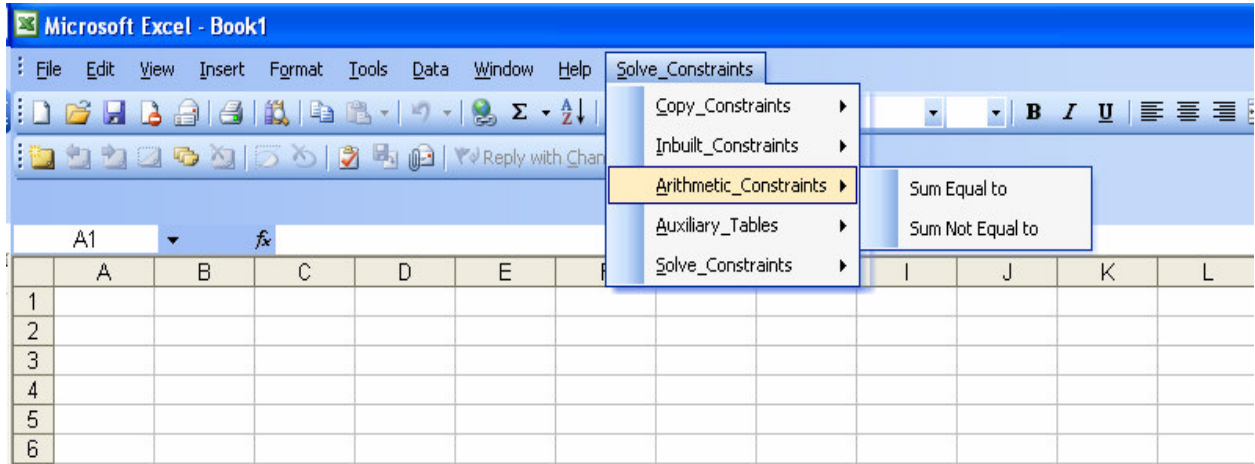 Microsoft Excel - Book1
File Edit View Insert Format Tools Data Window Help Solve_Constraints
Copy_Constraints
Σ A Z B I U
Inbuilt_Constraints
Reply with Chan
Arithmetic_Constraints Sum Equal to
Auxiliary_Tables Sum Not Equal to
A1 fx
Solve_Constraints
A B C D E I J K L
1
2
3
4
5
6